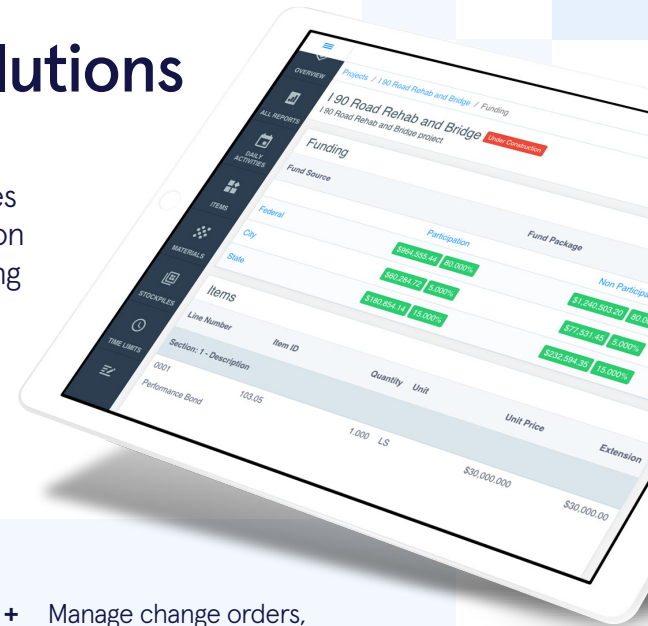 lutions
es
on
ng
OVERVIEW
ALL REPORTS
DAILY
ACTIVITIES
ITEMS
MATERIALS
STOCKPILES
TIME LIMITS
Projects / I 90 Road Rehab and Bridge / Funding
I 90 Road Rehab and Bridge Under Construction
I 90 Road Rehab and Bridge project
Funding
Fund Source Fund Package
Participation Non Participa
Federal $964,555.44 80.000% $1,240,503.20 80.0
City $60,284.72 5.000% $77,531.45 5.000%
State $180,854.14 15.000% $232,594.35 15.000%
Items
Line Number Item ID Quantity Unit Unit Price Extension
Section: 1 - Description
0001 103.05 1.000 LS $30,000.000 $30,000.00
Performance Bond
+ Manage change orders,